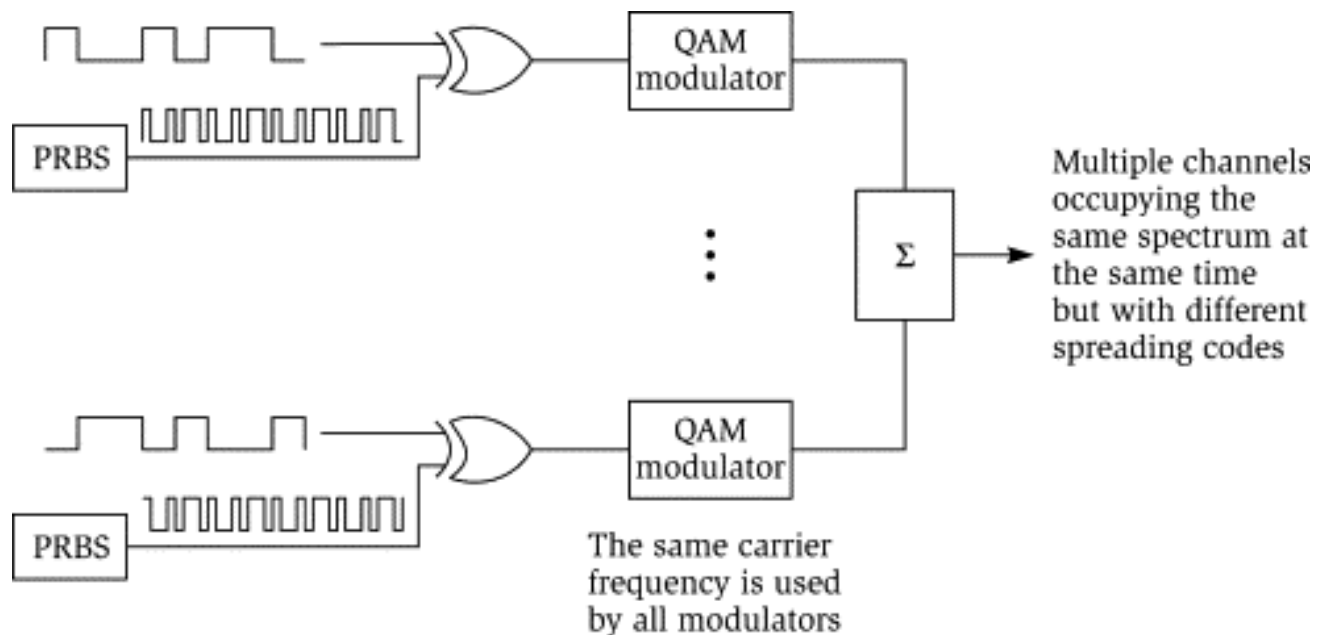 QAM
modulator
PRBS
Multiple channels
occupying the
same spectrum at
the same time
but with different
spreading codes
Σ
QAM
modulator
PRBS
The same carrier
frequency is used
by all modulators